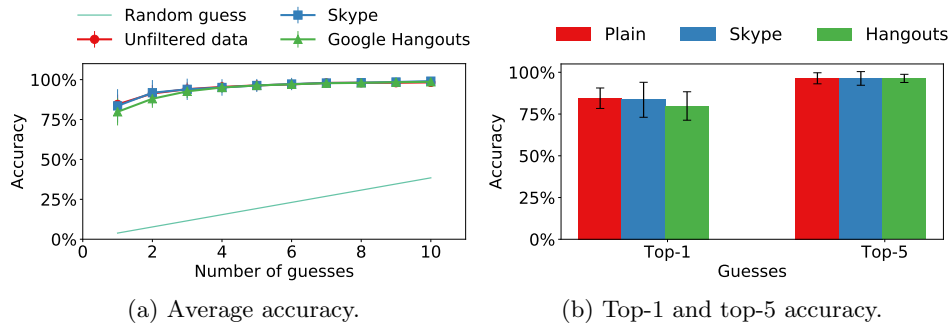 Random guess
Unfiltered data
Skype
Google Hangouts
100%
75%
50%
25%
0%
Accuracy
0 2 4 6 8 10
Number of guesses
(a) Average accuracy.
Plain Skype Hangouts
100%
75%
50%
25%
0%
Accuracy
Top-1 Top-5
Guesses
(b) Top-1 and top-5 accuracy.